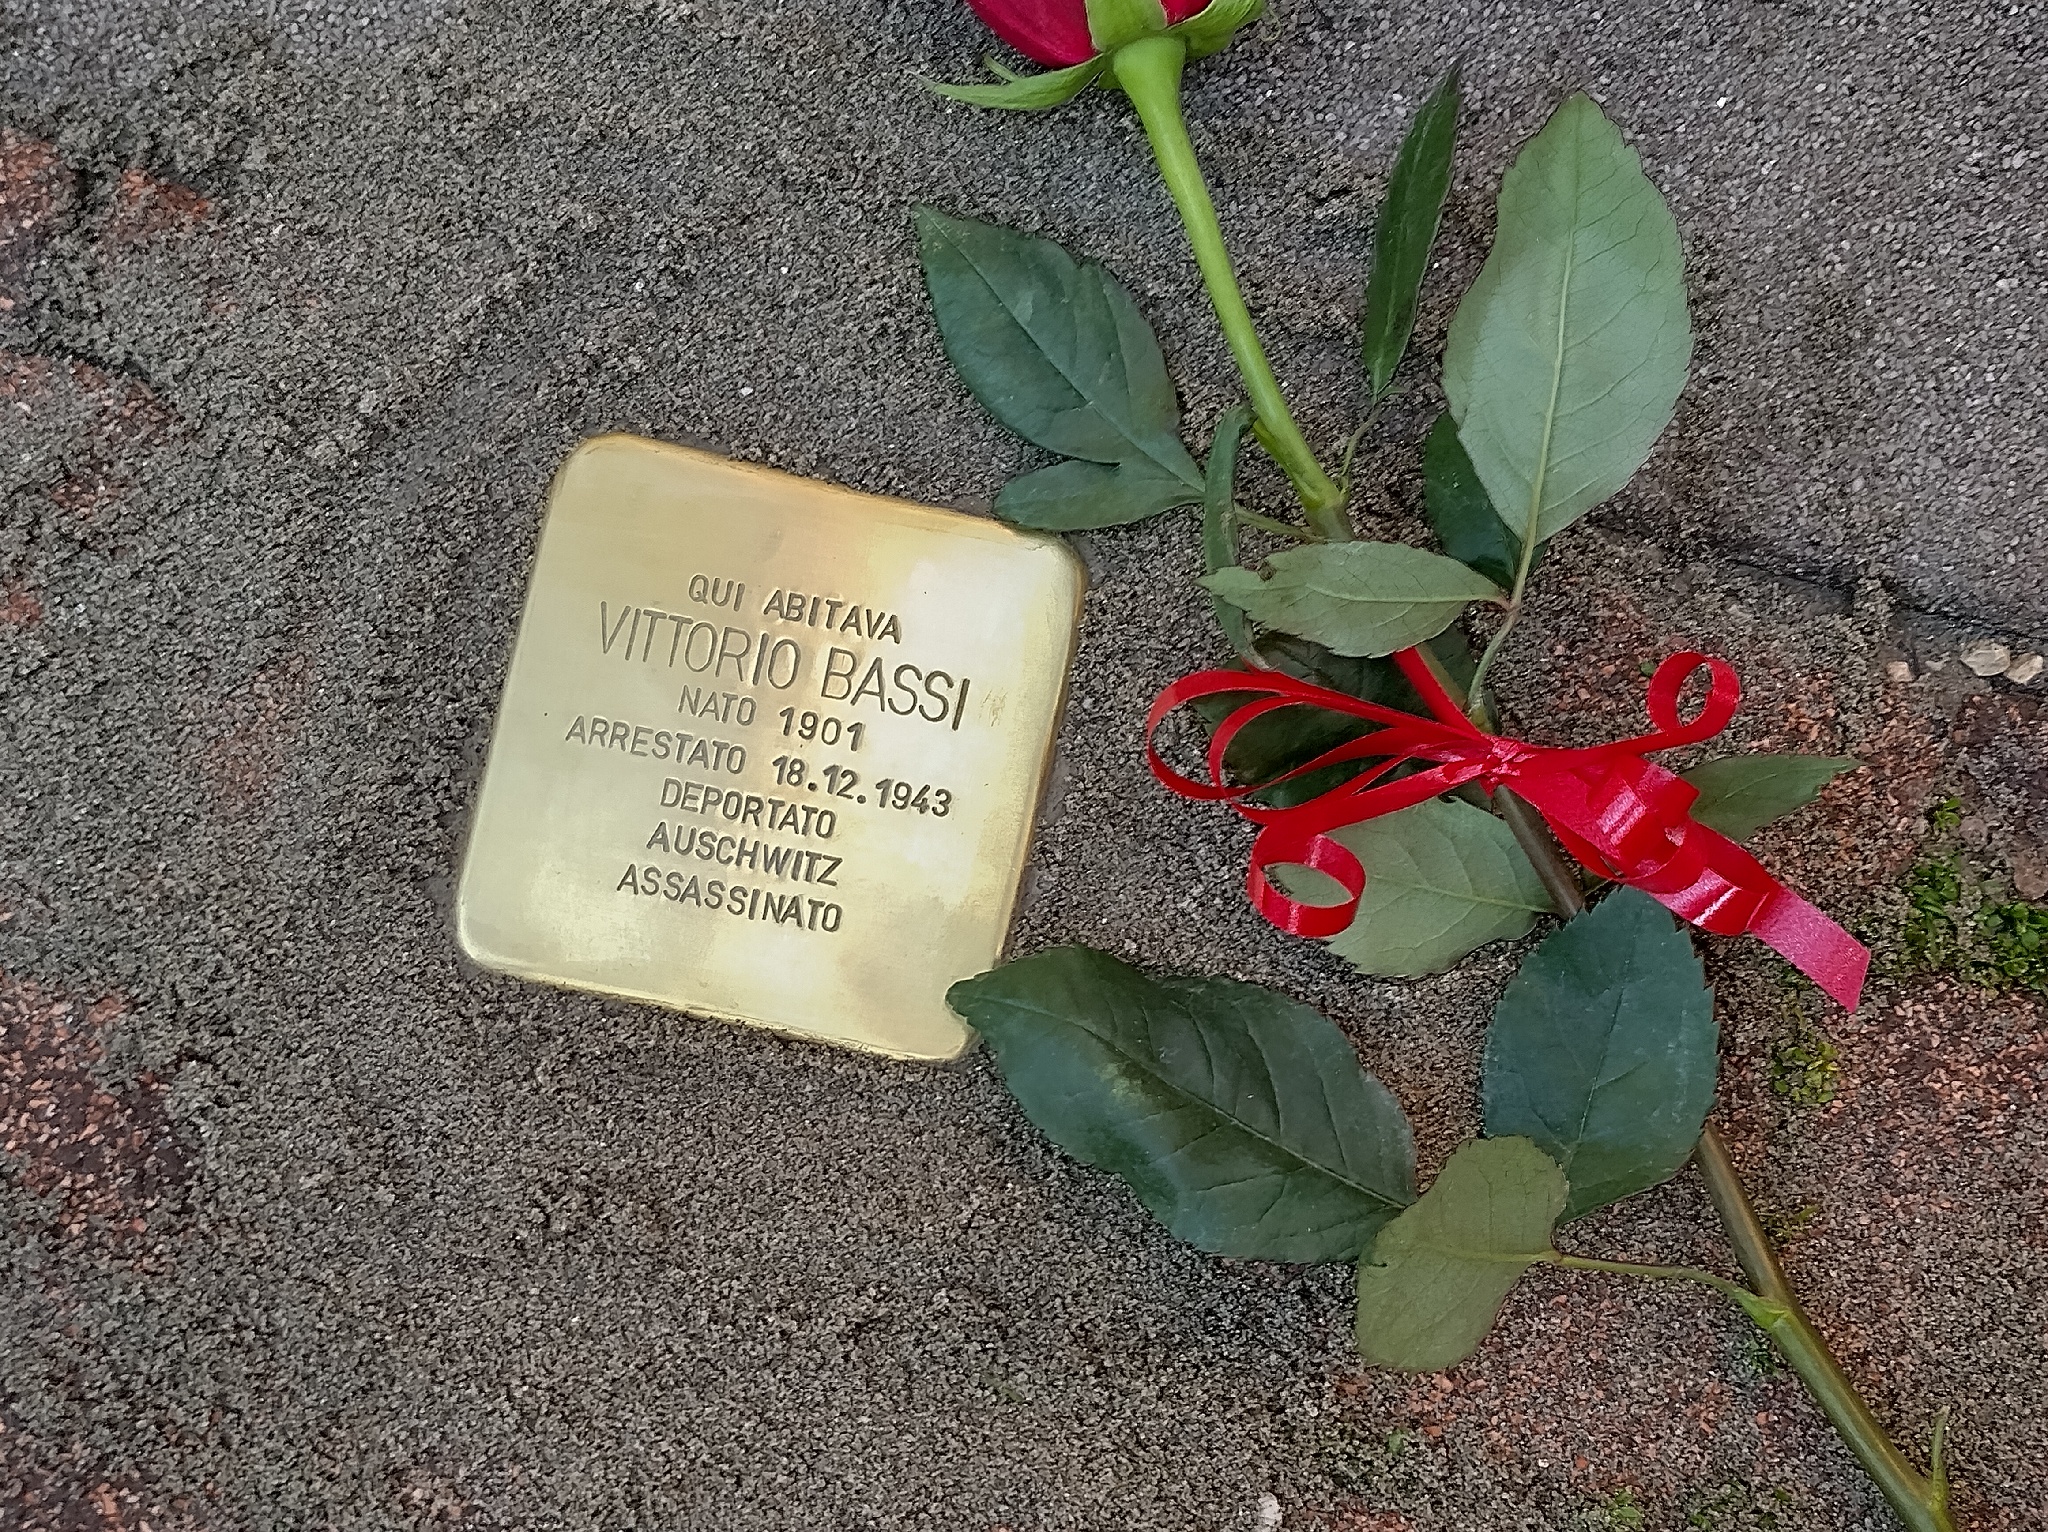 QUI ABITAVA
VITTORIO BASSI
NATO 1901
ARRESTATO 18.12.1943
DEPORTATO
AUSCHWITZ
ASSASSINATO